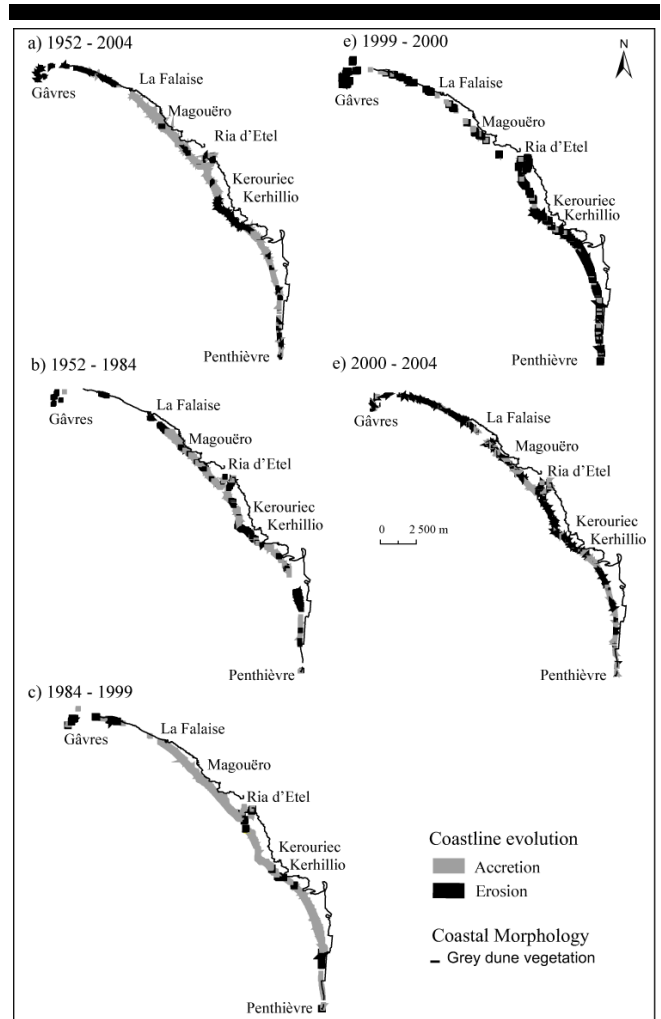 a) 1952 - 2004
La Falaise
Gâvres
Magouëro
Ria d'Etel
Kerouriec
Kerhillio
Penthièvre
e) 1999 - 2000
N
La Falaise
Gâvres
Magouëro
Ria d'Etel
Kerouriec
Kerhillio
Penthièvre
b) 1952 - 1984
La Falaise
Gâvres
Magouëro
Ria d'Etel
Kerouriec
Kerhillio
Penthièvre
e) 2000 - 2004
La Falaise
Gâvres
Magouëro
Ria d'Etel
Kerouriec
Kerhillio
0 2 500 m
Penthièvre
c) 1984 - 1999
La Falaise
Gâvres
Magouëro
Ria d'Etel
Kerouriec
Kerhillio
Penthièvre
Coastline evolution
Accretion
Erosion
Coastal Morphology
Grey dune vegetation